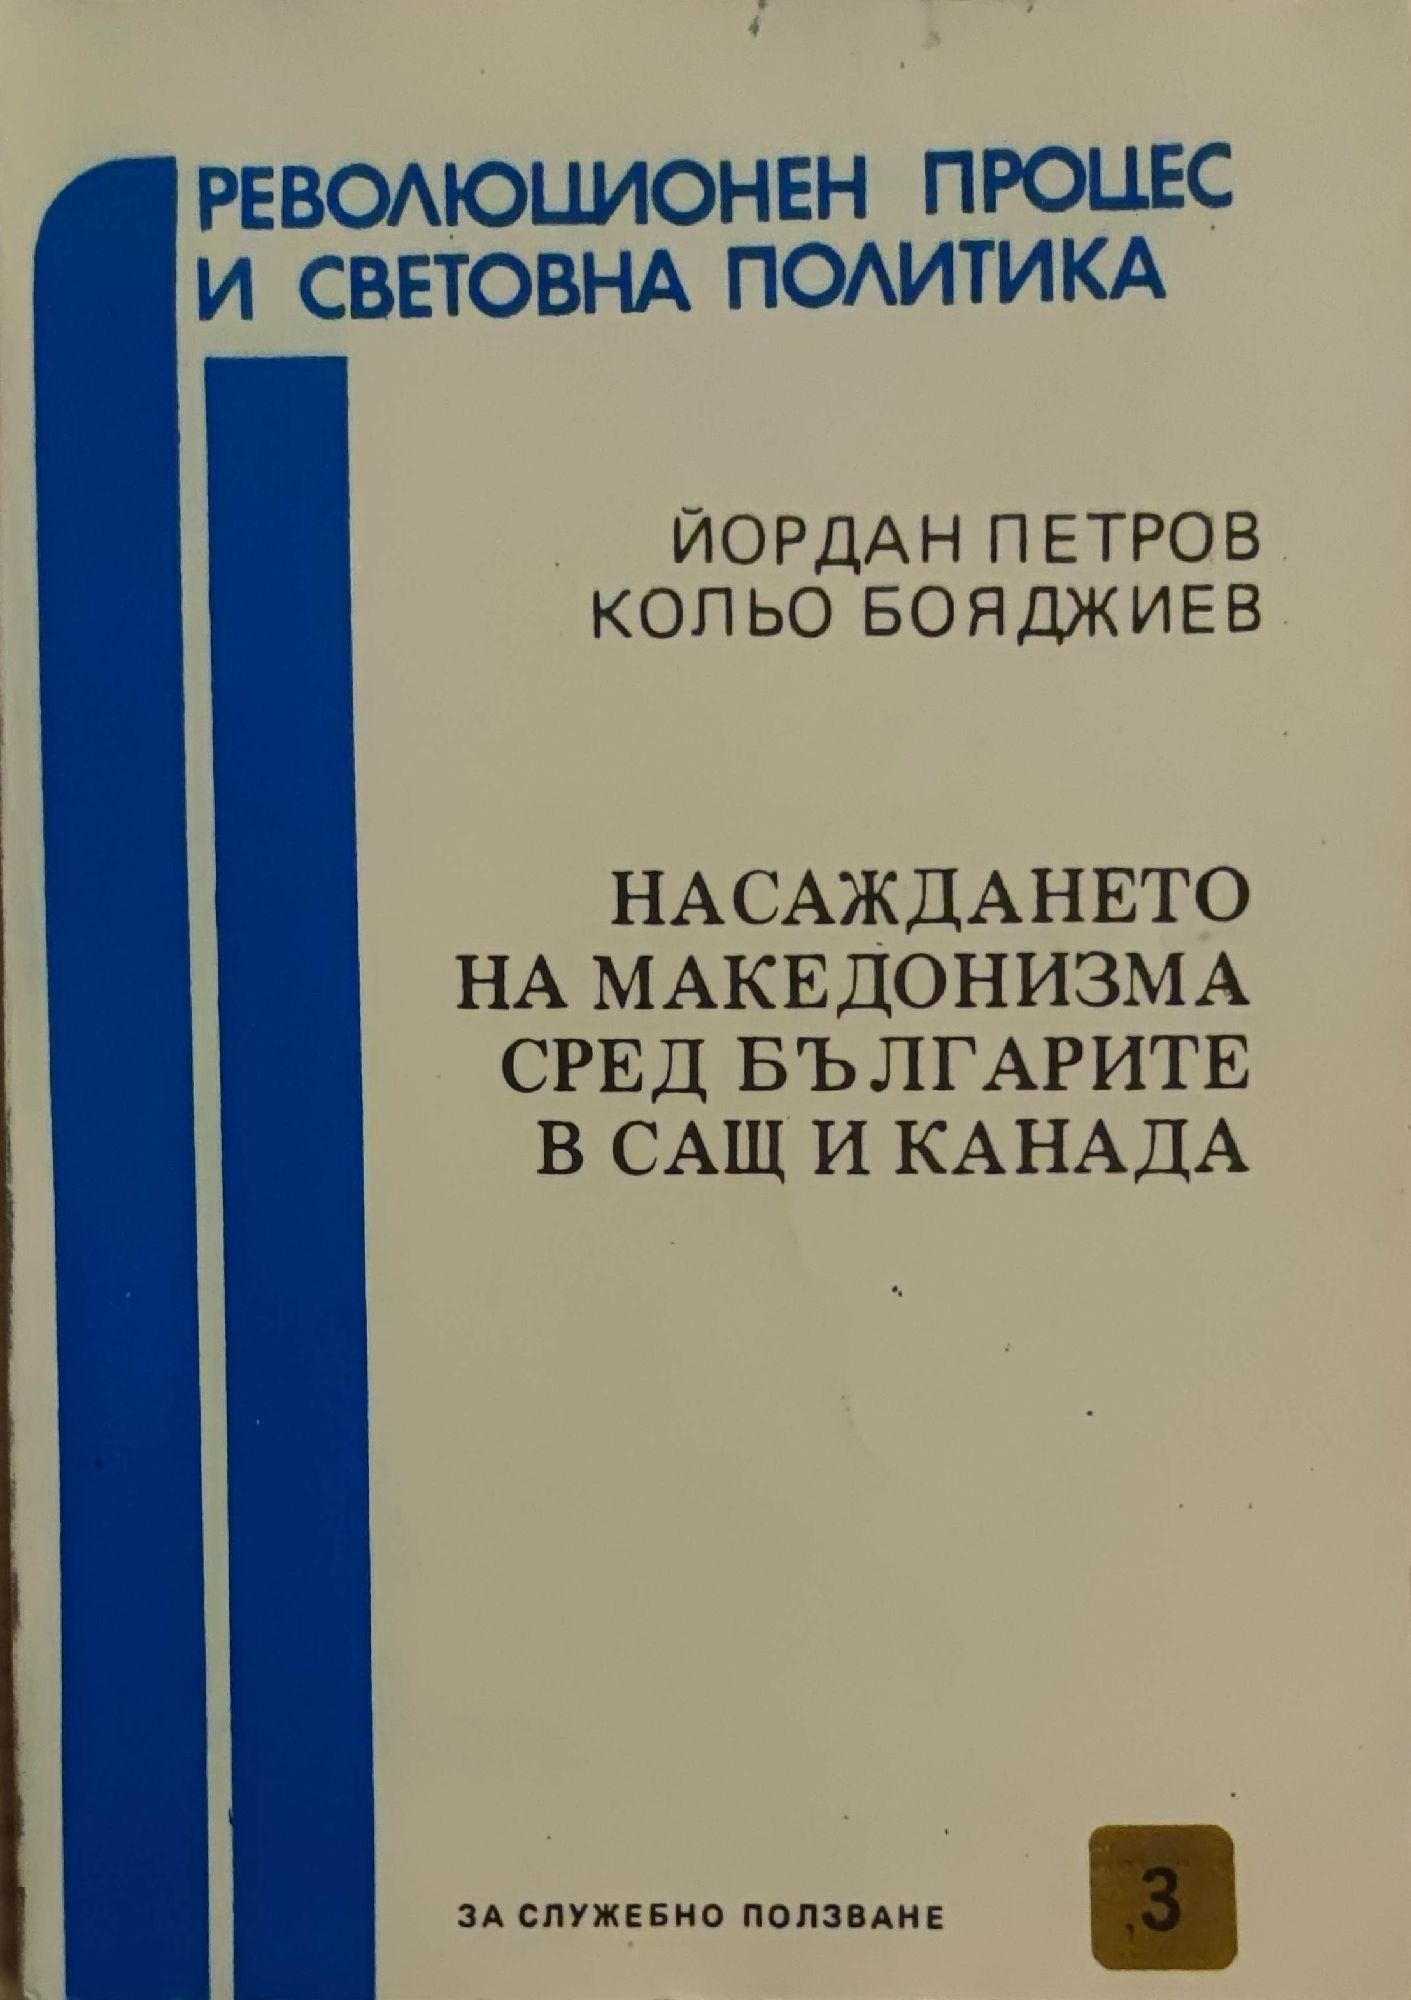 РЕВОЛЮЦИОНЕН ПРОЦЕС
И СВЕТОВНА ПОЛИТИКА
ЙОРДАН ПЕТРОВ
КОЛЬО БОЯДЖИЕВ
НАСАЖДАНЕТО
НА МАКЕДОНИЗМА
СРЕД БЪЛГАРИТЕ
В САЩ И КАНАДА
ЗА СЛУЖЕБНО ПОЛЗВАНЕ
3